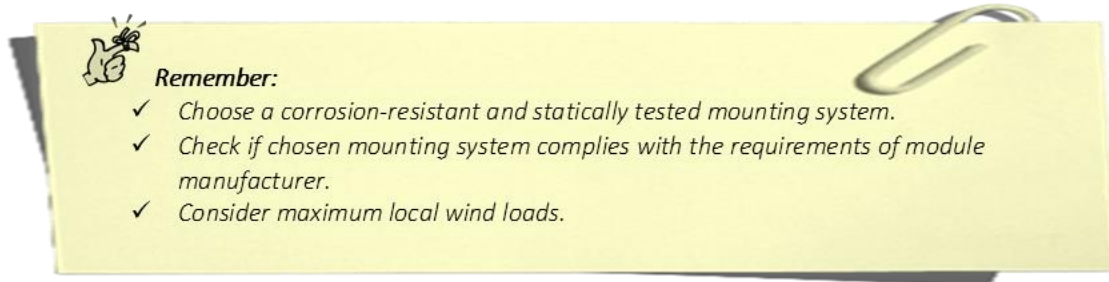 Remember:
✓ Choose a corrosion-resistant and statically tested mounting system.
✓ Check if chosen mounting system complies with the requirements of module
manufacturer.
✓ Consider maximum local wind loads.